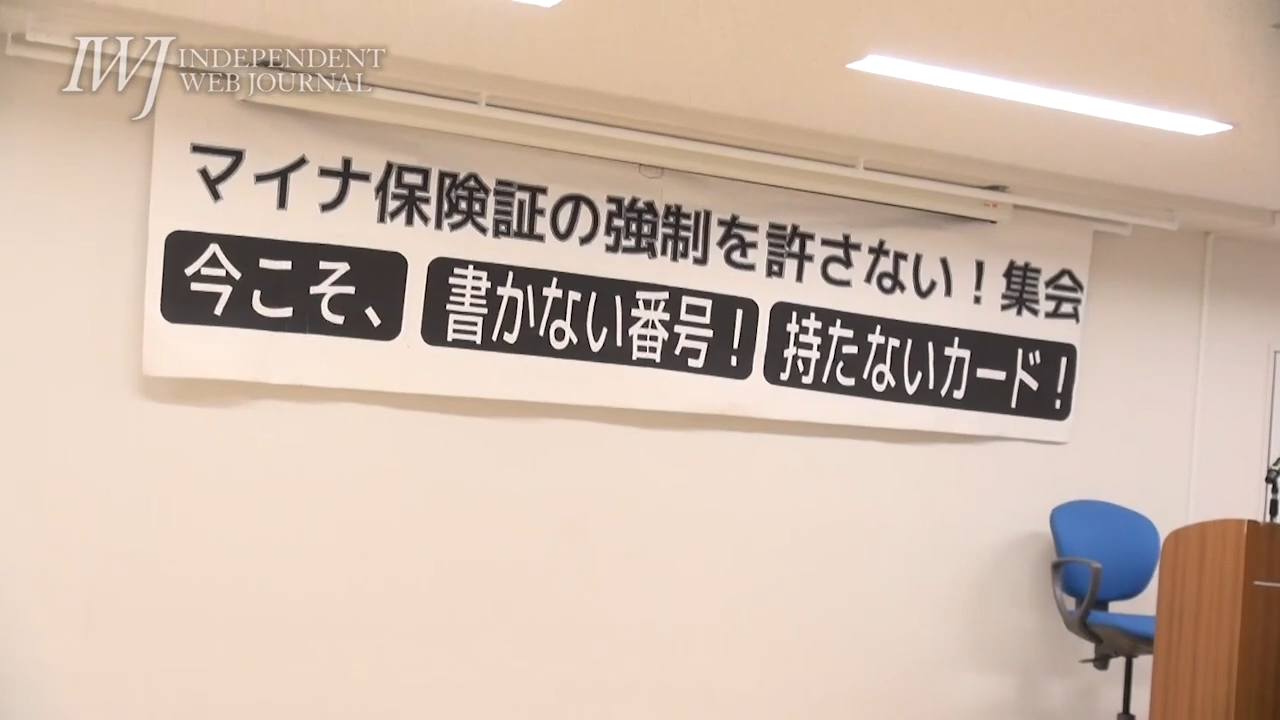 IWJ INDEPENDENT
WEB JOURNAL
マイナ保険証の強制を許さない！集会
今こそ、 書かない番号！ 持たないカード！